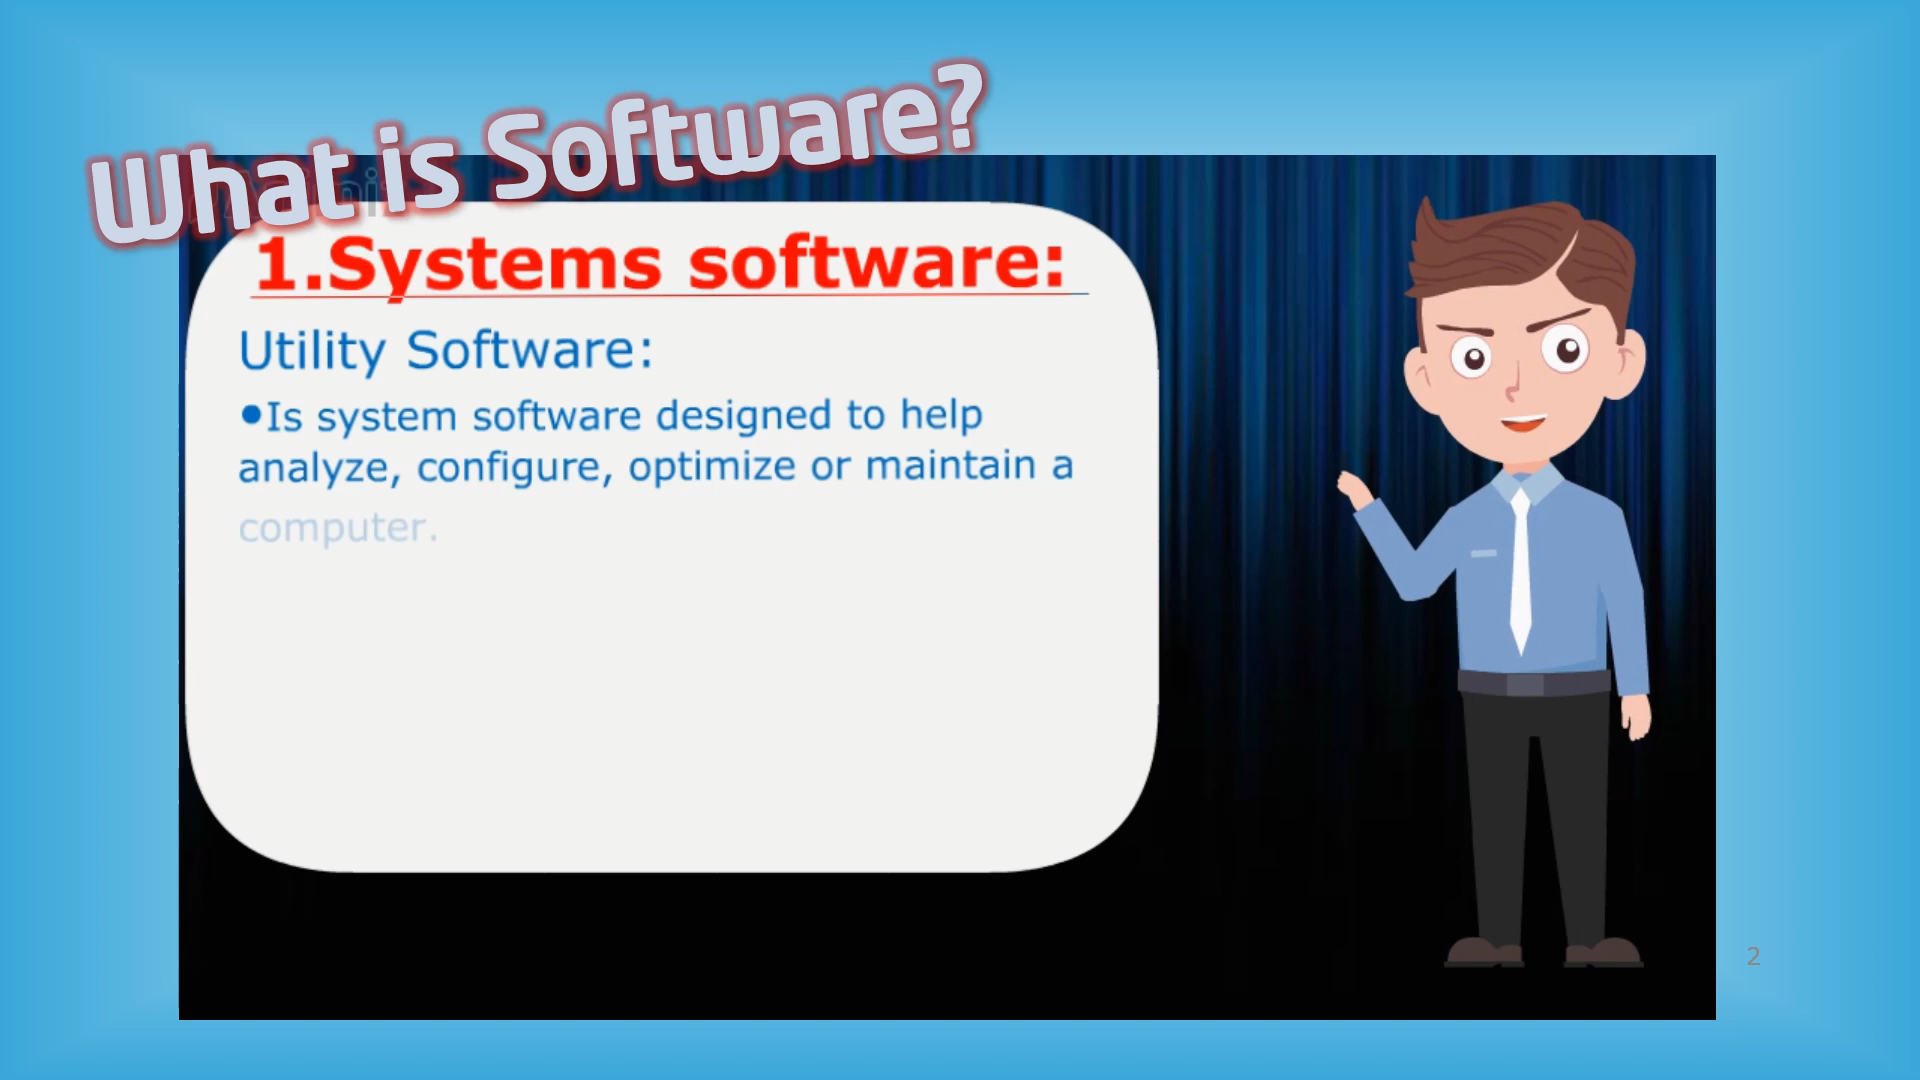 What is Software?
1.Systems software:
Utility Software:
•Is system software designed to help
analyze, configure, optimize or maintain a
computer.
2